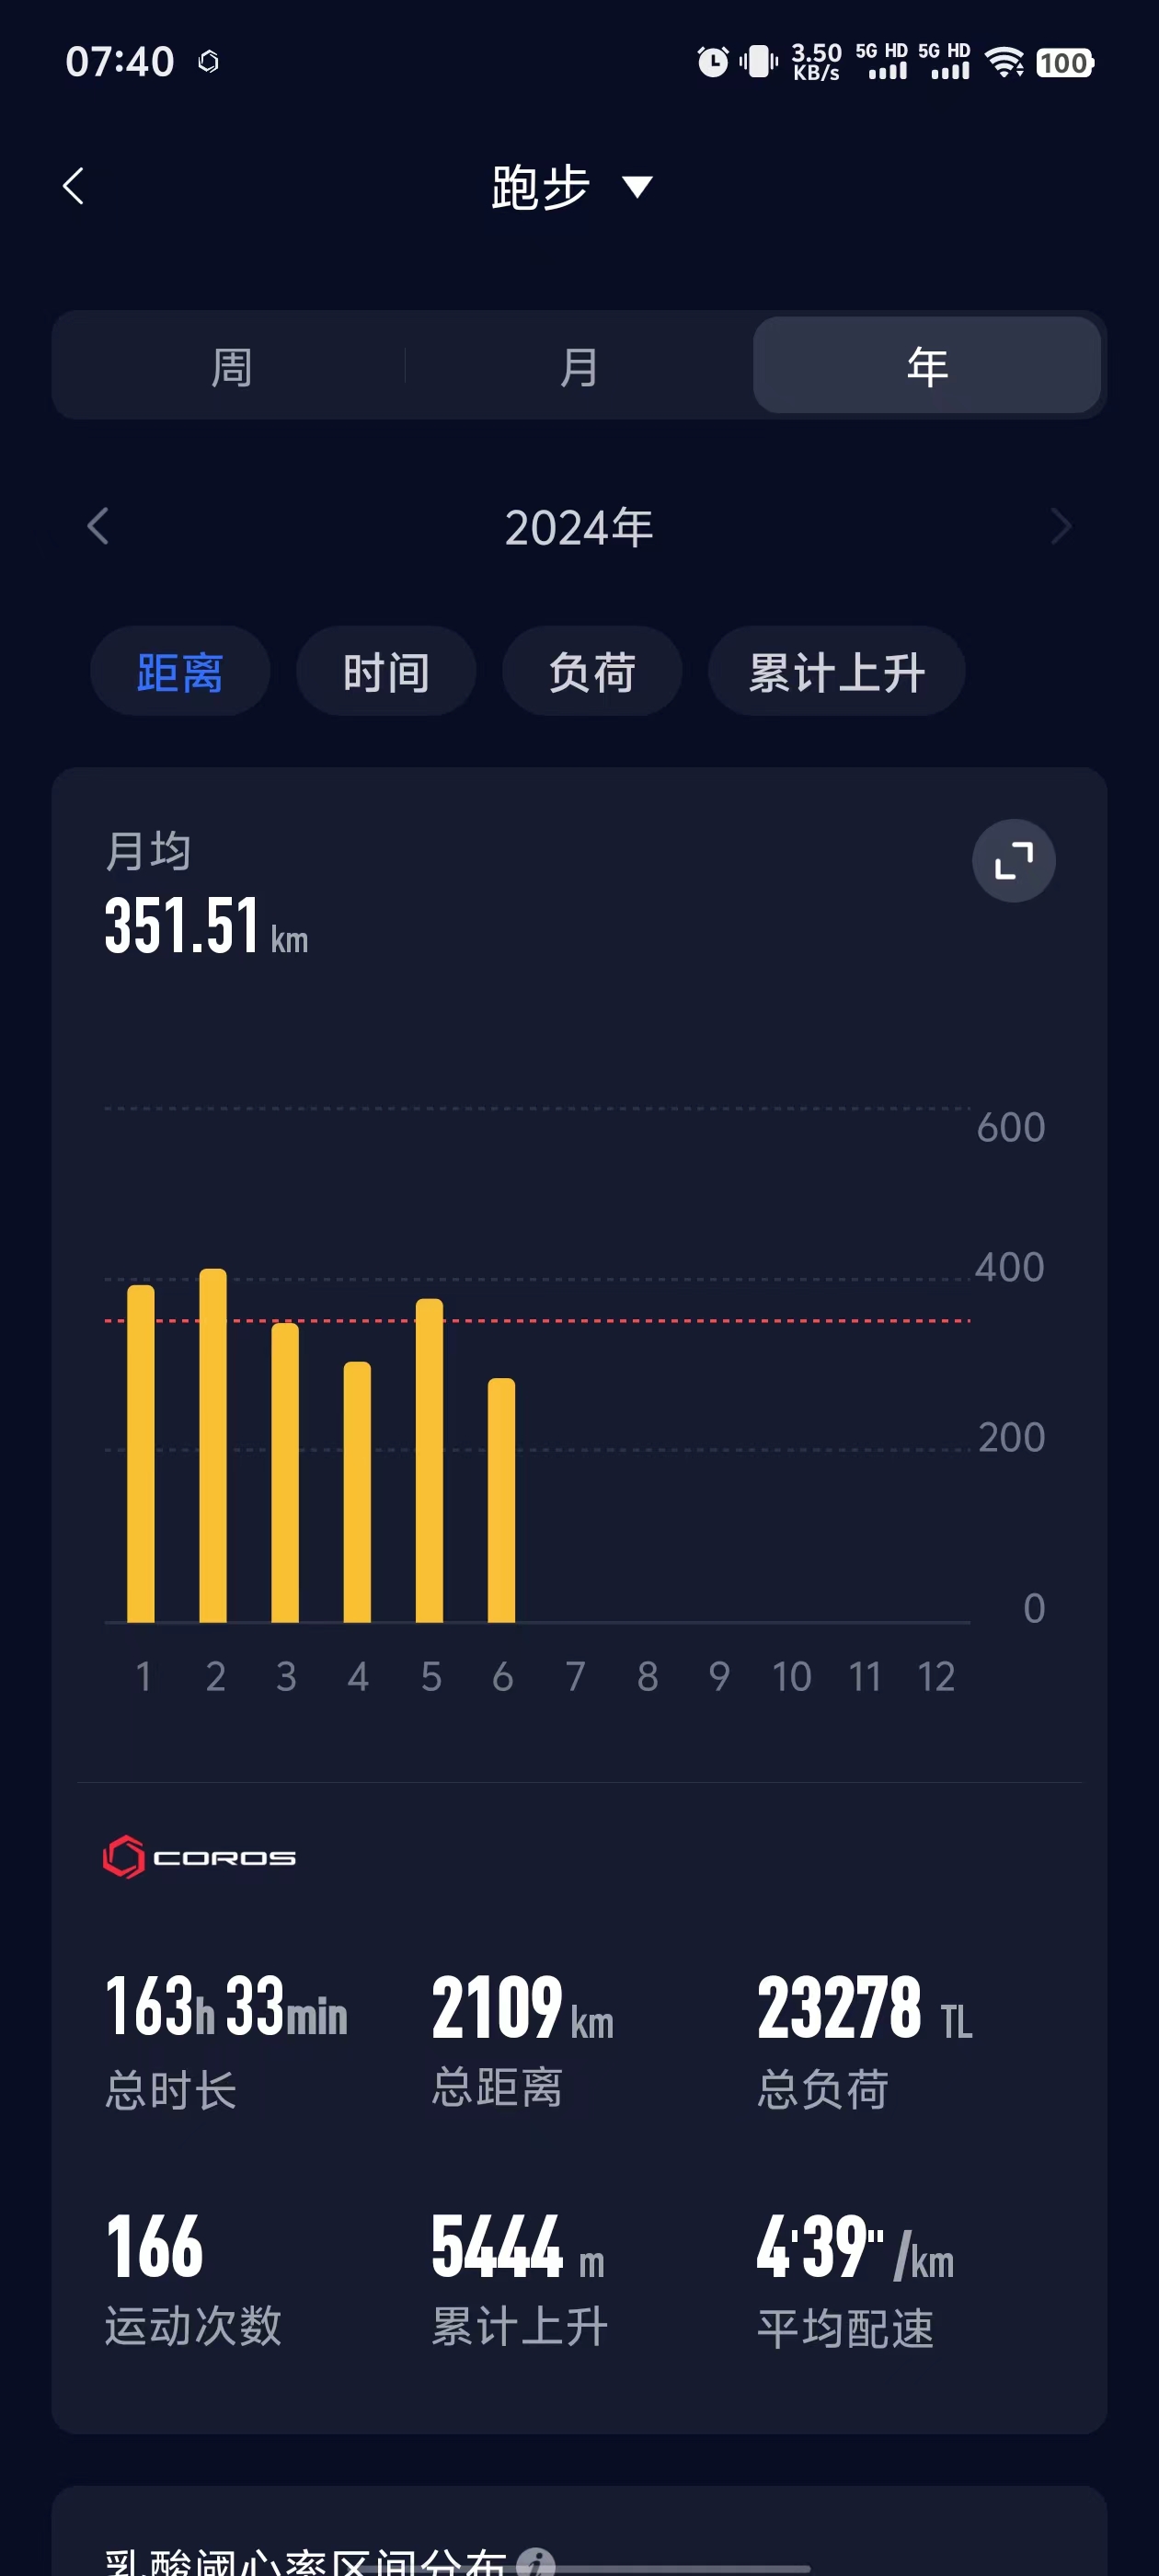 07:40 3.50 KB/s 5G HD 5G HD 100
跑步
周 月 年
2024年
距离 时间 负荷 累计上升
月均
351.51 km
600
400
200
0
1 2 3 4 5 6 7 8 9 10 11 12
COROS
163h 33min 2109 km 23278 TL
总时长 总距离 总负荷
166 5444 m 4'39" /km
运动次数 累计上升 平均配速
乳酸阈心率区间分布